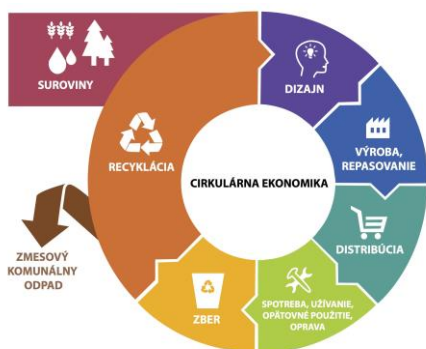 SUROVINY
DIZAJN
VÝROBA,
REPASOVANIE
DISTRIBÚCIA
SPOTREBA, UŽÍVANIE,
OPÄTOVNÉ POUŽITIE,
OPRAVA
ZBER
RECYKLÁCIA
ZMESOVÝ
KOMUNÁLNY
ODPAD
CIRKULÁRNA EKONOMIKA